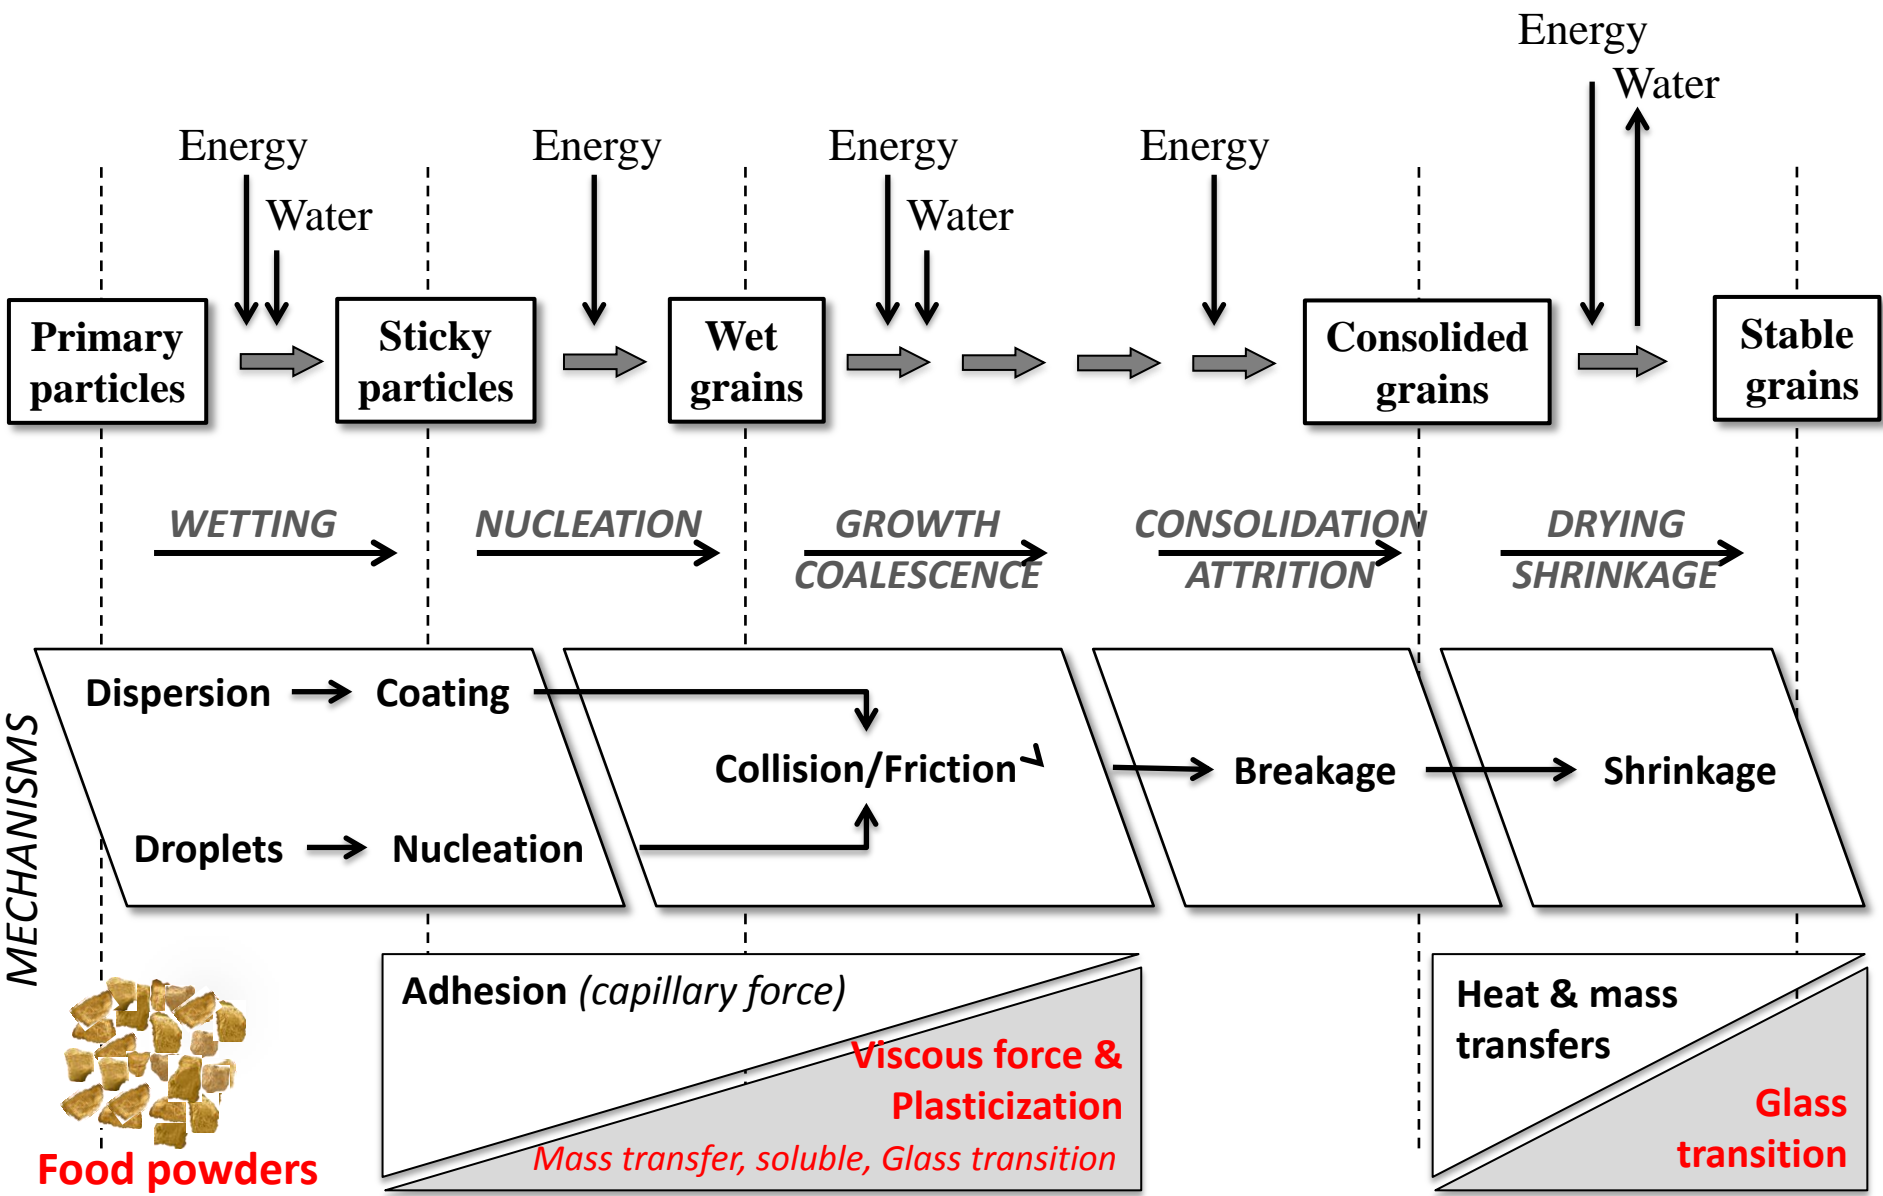 Energy
Water
Energy
Energy
Water
Energy
Energy
Water
Primary
particles
Sticky
particles
Wet
grains
Consolided
grains
Stable
grains
WETTING
NUCLEATION
GROWTH
COALESCENCE
CONSOLIDATION
ATTRITION
DRYING
SHRINKAGE
MECHANISMS
Dispersion
Coating
Droplets
Nucleation
Collision/Friction
Breakage
Shrinkage
Food powders
Adhesion (capillary force)
Viscous force &
Plasticization
Mass transfer, soluble, Glass transition
Heat & mass
transfers
Glass
transition